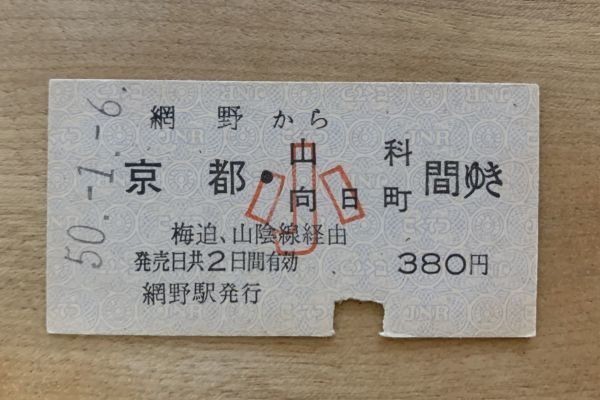 50.-1.-6.
網野から
京都・山科
向日町間ゆき
小
梅迫、山陰線経由
発売日共2日間有効
380円
網野駅発行